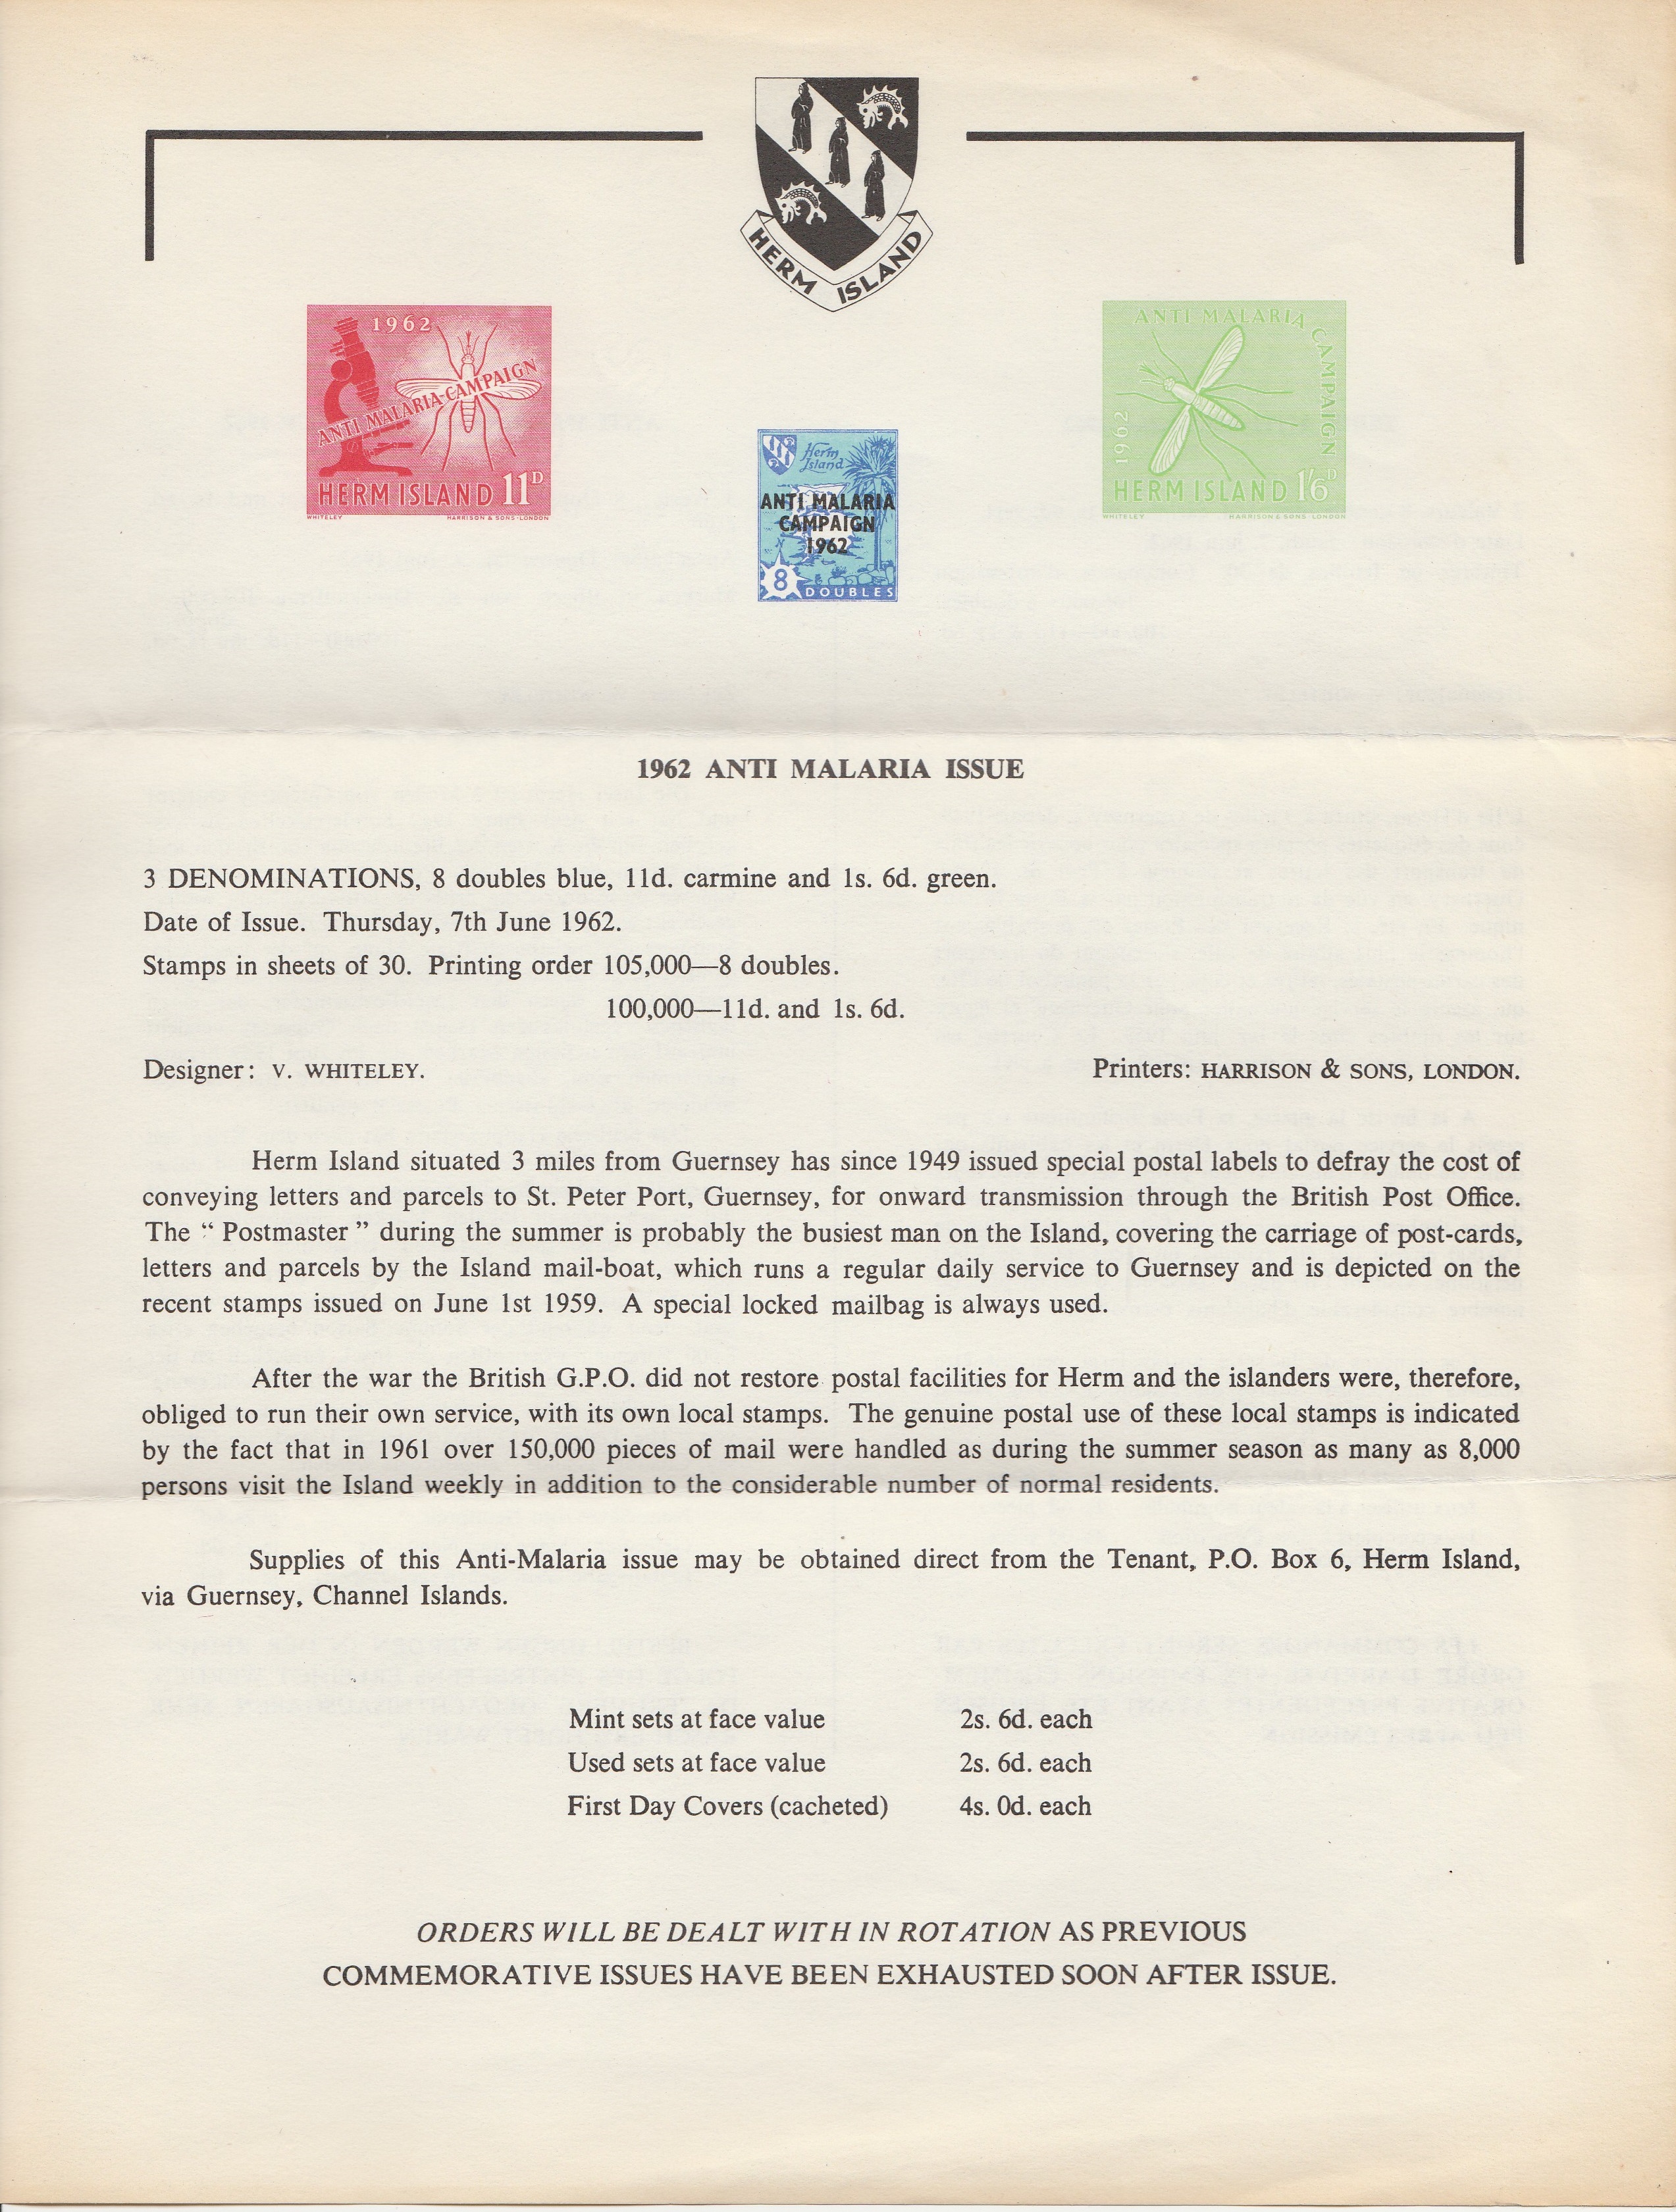 HERM ISLAND
1962
ANTI MALARIA CAMPAIGN
HERM ISLAND 11D
WHITELEY HARRISON & SONS · LONDON
ANTI MALARIA CAMPAIGN
1962
HERM ISLAND 1/6D
WHITELEY HARRISON & SONS · LONDON
Herm
Island
ANTI MALARIA
CAMPAIGN
1962
8 DOUBLES
1962 ANTI MALARIA ISSUE
3 DENOMINATIONS, 8 doubles blue, 11d. carmine and 1s. 6d. green.
Date of Issue. Thursday, 7th June 1962.
Stamps in sheets of 30. Printing order 105,000—8 doubles.
100,000—11d. and 1s. 6d.
Designer: V. WHITELEY. Printers: HARRISON & SONS, LONDON.
Herm Island situated 3 miles from Guernsey has since 1949 issued special postal labels to defray the cost of
conveying letters and parcels to St. Peter Port, Guernsey, for onward transmission through the British Post Office.
The “ Postmaster ” during the summer is probably the busiest man on the Island, covering the carriage of post-cards,
letters and parcels by the Island mail-boat, which runs a regular daily service to Guernsey and is depicted on the
recent stamps issued on June 1st 1959. A special locked mailbag is always used.
After the war the British G.P.O. did not restore postal facilities for Herm and the islanders were, therefore,
obliged to run their own service, with its own local stamps. The genuine postal use of these local stamps is indicated
by the fact that in 1961 over 150,000 pieces of mail were handled as during the summer season as many as 8,000
persons visit the Island weekly in addition to the considerable number of normal residents.
Supplies of this Anti-Malaria issue may be obtained direct from the Tenant, P.O. Box 6, Herm Island,
via Guernsey, Channel Islands.
Mint sets at face value 2s. 6d. each
Used sets at face value 2s. 6d. each
First Day Covers (cacheted) 4s. 0d. each
ORDERS WILL BE DEALT WITH IN ROTATION AS PREVIOUS
COMMEMORATIVE ISSUES HAVE BEEN EXHAUSTED SOON AFTER ISSUE.